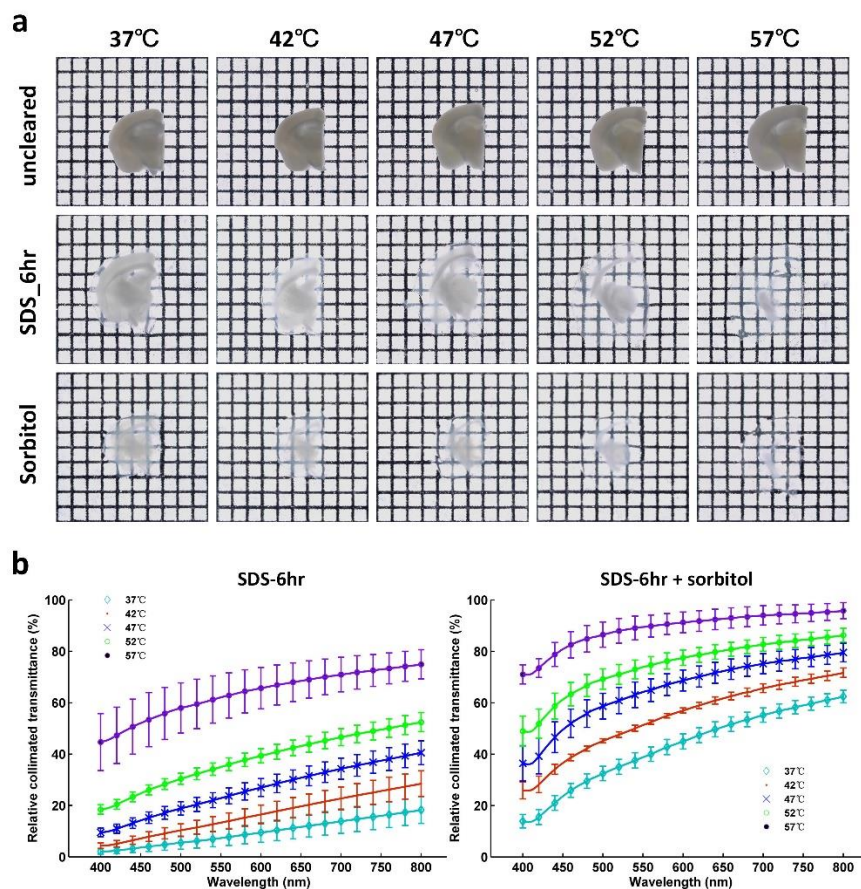 a
37℃ 42℃ 47℃ 52℃ 57℃
uncleared
SDS_6hr
Sorbitol
b
SDS-6hr
Relative collimated transmittance (%)
100
80
60
40
20
0
37℃
42℃
47℃
52℃
57℃
400 450 500 550 600 650 700 750 800
Wavelength (nm)
SDS-6hr + sorbitol
Relative collimated transmittance (%)
100
80
60
40
20
0
37℃
42℃
47℃
52℃
57℃
400 450 500 550 600 650 700 750 800
Wavelength (nm)